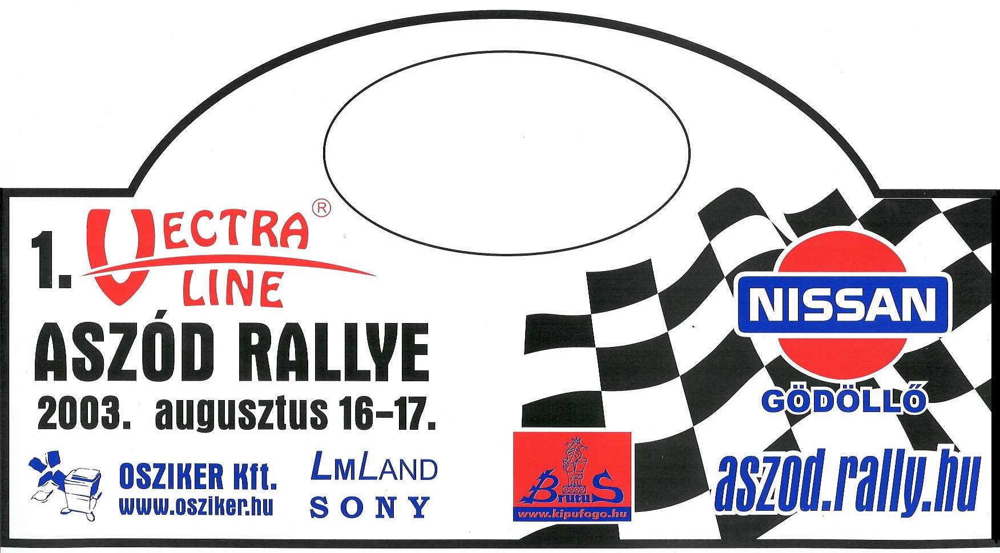 1. VECTRA ®
LINE
ASZÓD RALLYE
2003. augusztus 16-17.
OSZIKER Kft.
www.osziker.hu
LMLAND
SONY
BRUTUS
www.kipufogo.hu
NISSAN
GÖDÖLLŐ
aszod.rally.hu